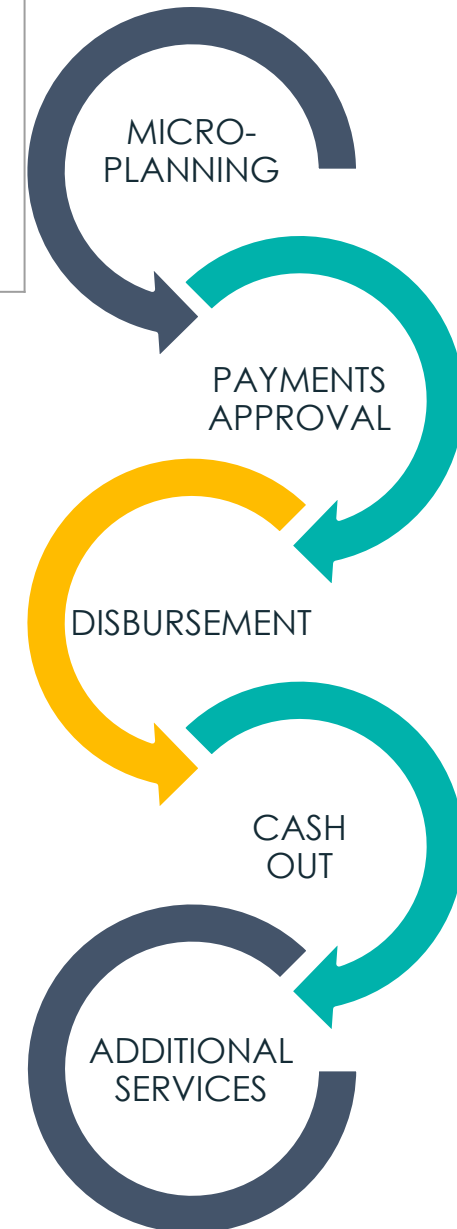 MICRO-
PLANNING
PAYMENTS
APPROVAL
DISBURSEMENT
CASH
OUT
ADDITIONAL
SERVICES